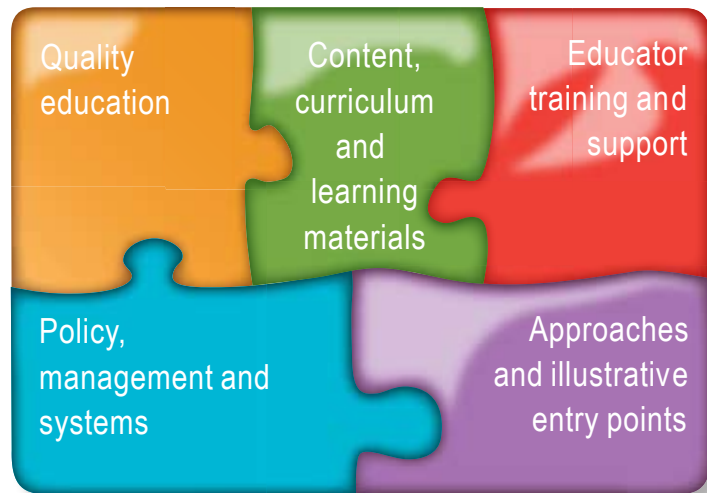 Quality
education
Content,
curriculum
and
learning
materials
Educator
training and
support
Policy,
management and
systems
Approaches
and illustrative
entry points